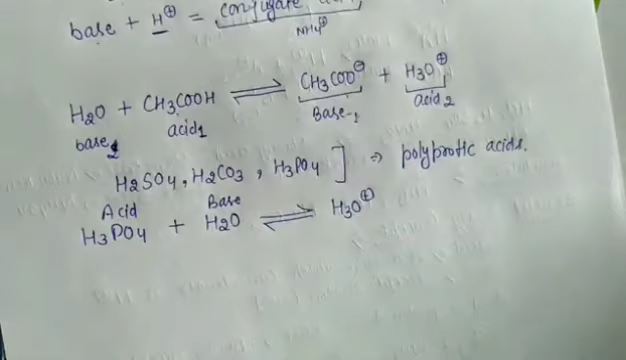 base + H⊕ = conjugate
NH4⊕
H2O + CH3COOH ⇌ CH3COO⊖ + H3O⊕
base2 acid1 Base-1 acid2
H2SO4, H2CO3, H3PO4 ] ⇒ polyprotic acids.
Acid Base
H3PO4 + H2O ⇌ H3O⊕